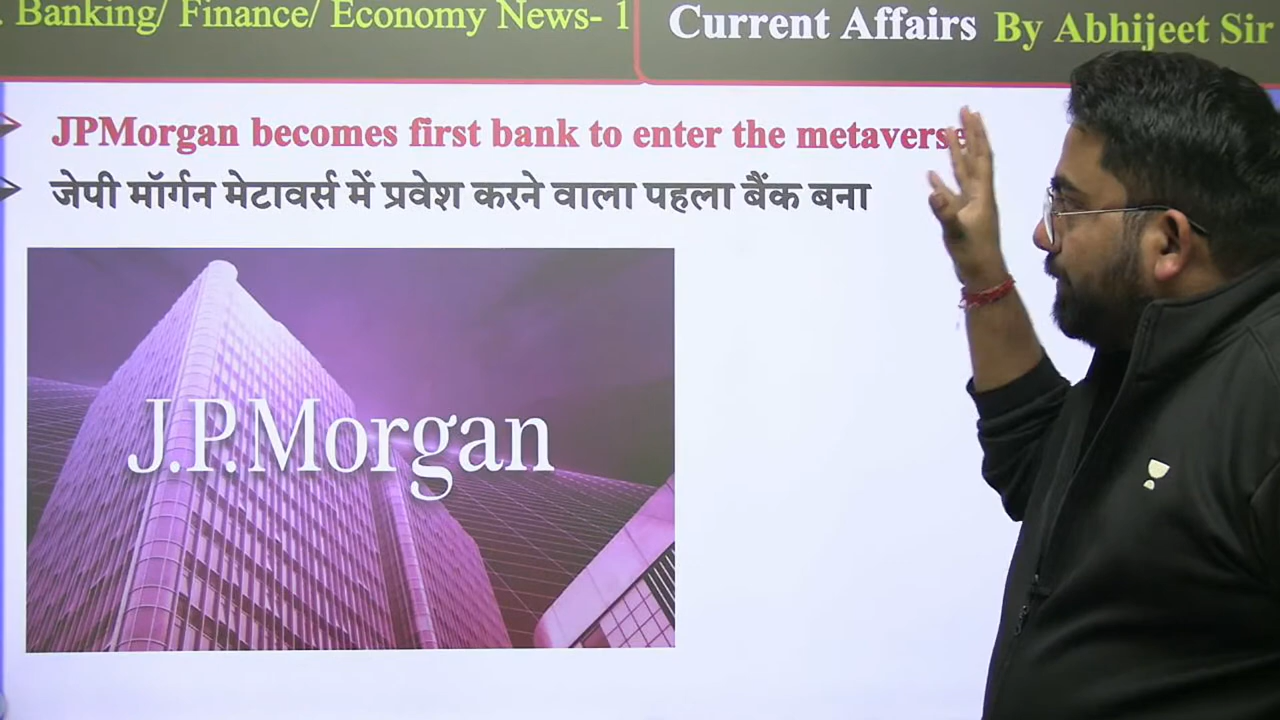 . Banking/ Finance/ Economy News- 1
Current Affairs By Abhijeet Sir
JPMorgan becomes first bank to enter the metaverse
जेपी मॉर्गन मेटावर्स में प्रवेश करने वाला पहला बैंक बना
J.P.Morgan